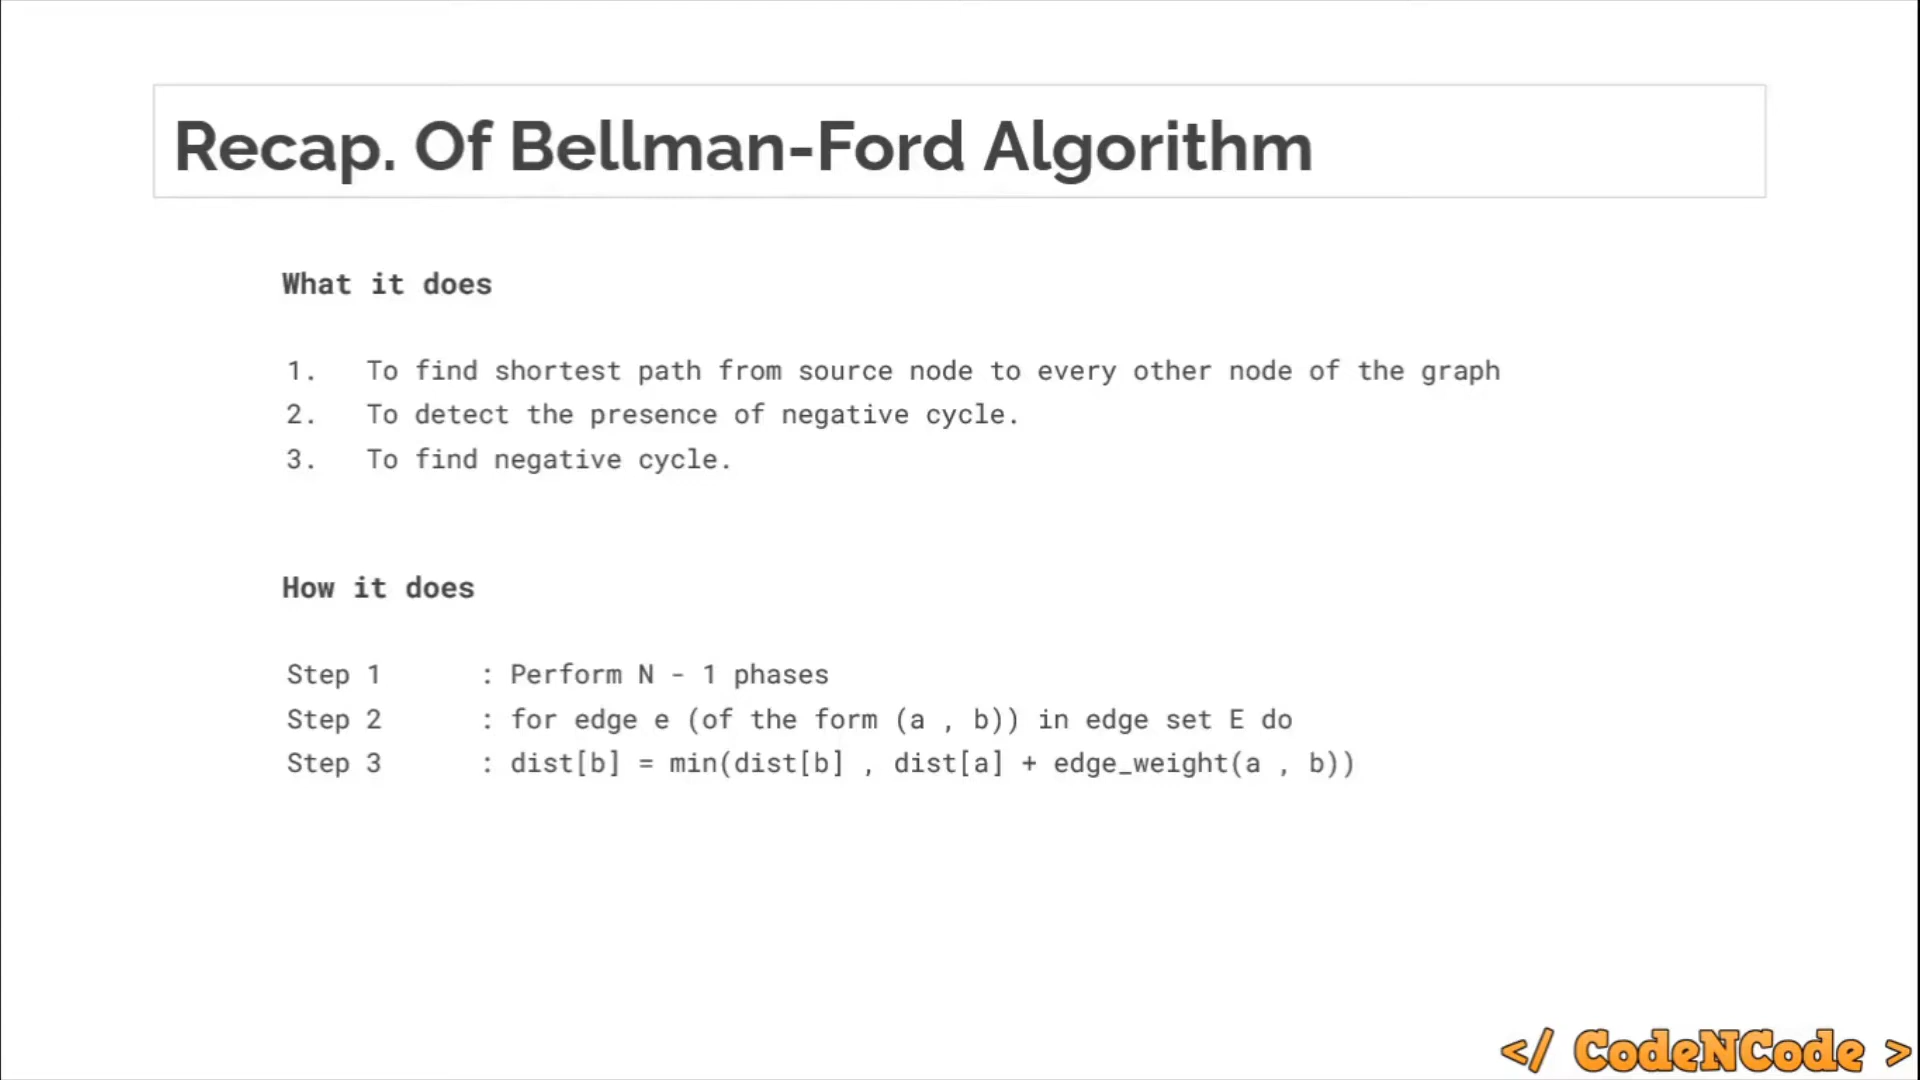 Recap. Of Bellman-Ford Algorithm
What it does
1. To find shortest path from source node to every other node of the graph
2. To detect the presence of negative cycle.
3. To find negative cycle.
How it does
Step 1 : Perform N - 1 phases
Step 2 : for edge e (of the form (a , b)) in edge set E do
Step 3 : dist[b] = min(dist[b] , dist[a] + edge_weight(a , b))
</ CodeNCode >